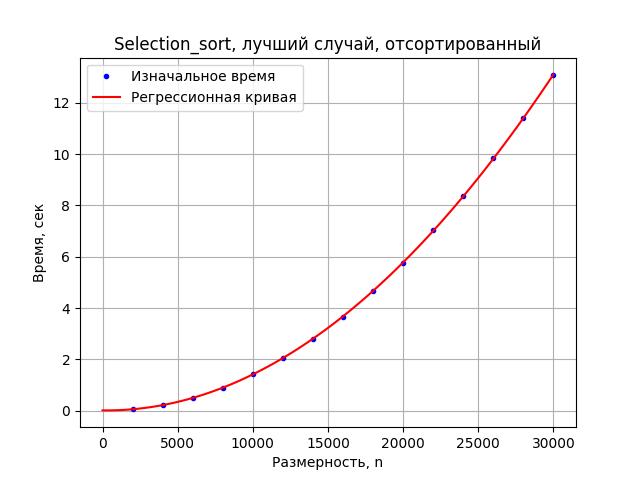 Selection_sort, лучший случай, отсортированный
Изначальное время
Регрессионная кривая
12
10
8
6
4
2
0
Время, сек
0 5000 10000 15000 20000 25000 30000
Размерность, n